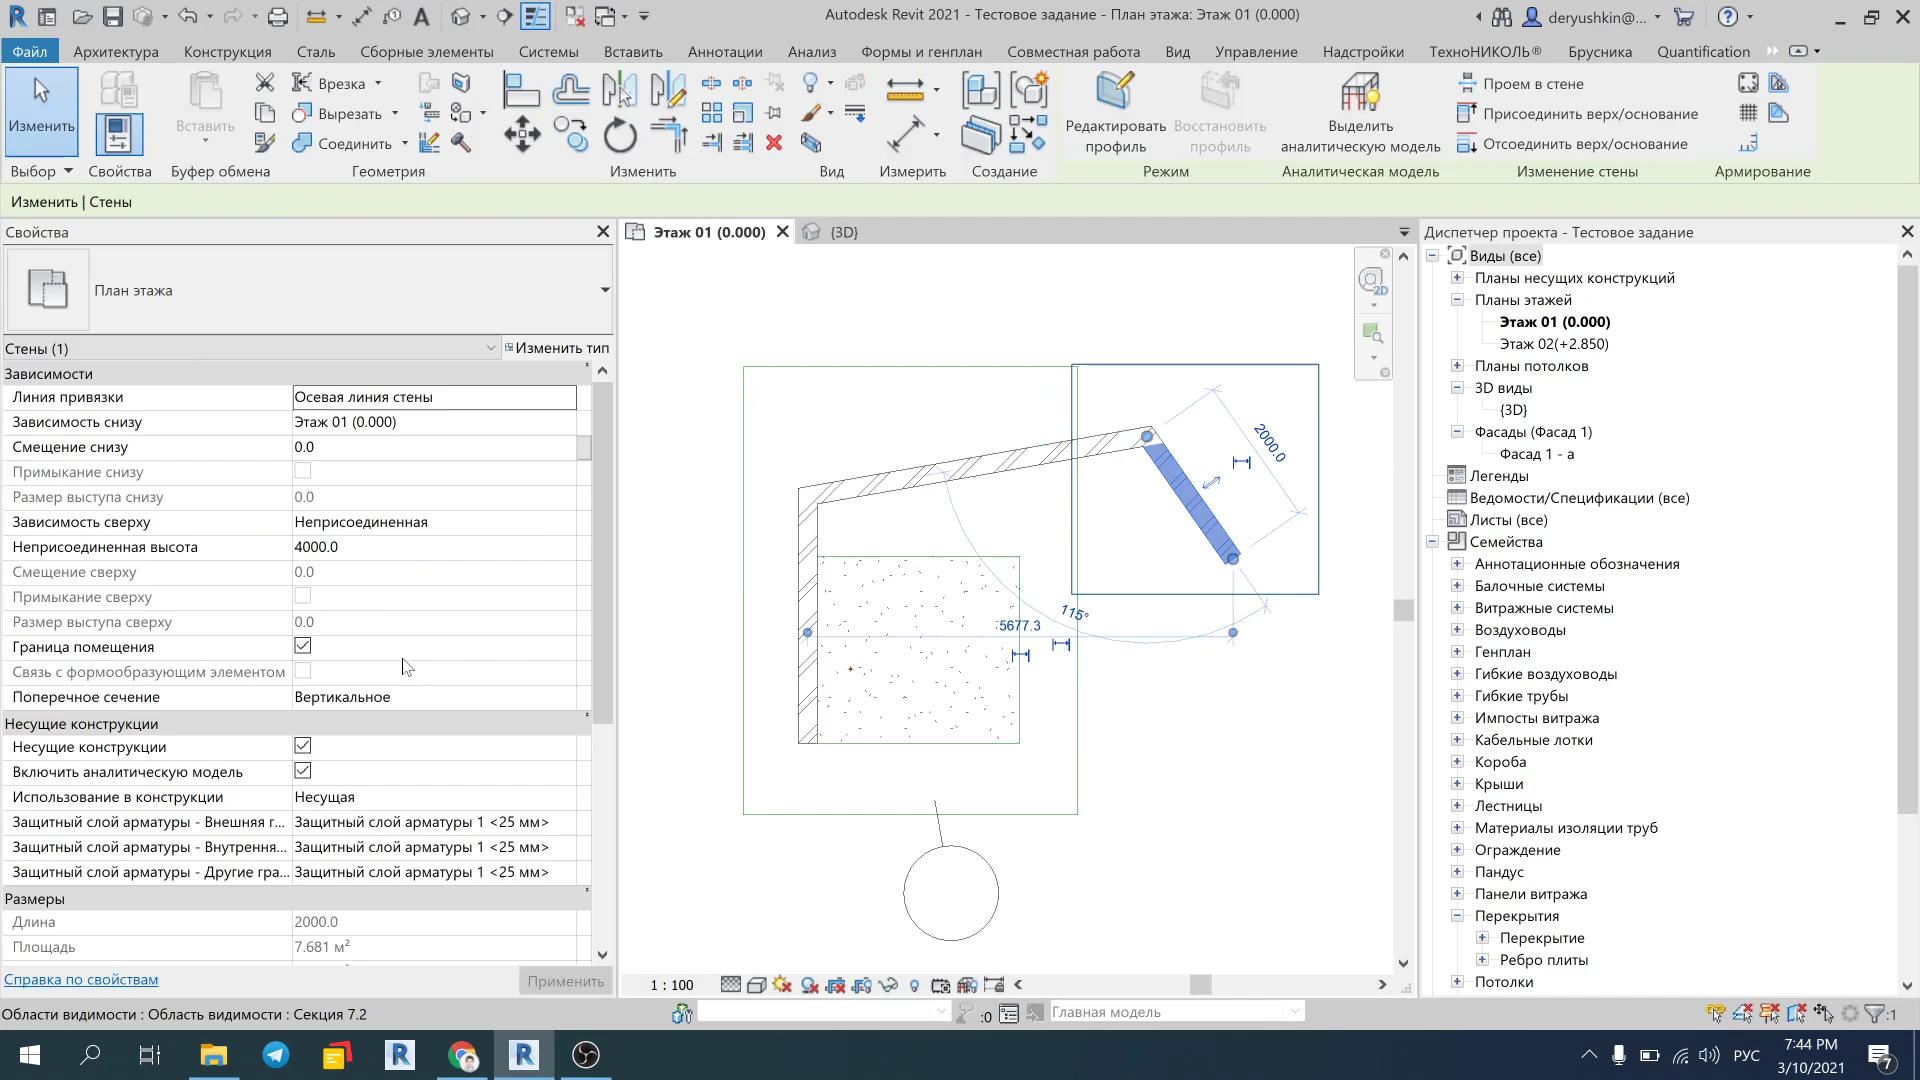 Autodesk Revit 2021 - Тестовое задание - План этажа: Этаж 01 (0.000)
deryushkin@...
Файл Архитектура Конструкция Сталь Сборные элементы Системы Вставить Аннотации Анализ Формы и генплан Совместная работа Вид Управление Надстройки ТехноНИКОЛЬ® Брусника Quantification
Изменить
Вставить
Врезка
Вырезать
Соединить
Редактировать профиль
Восстановить профиль
Выделить аналитическую модель
Проем в стене
Присоединить верх/основание
Отсоединить верх/основание
Выбор Свойства Буфер обмена Геометрия Изменить Вид Измерить Создание Режим Аналитическая модель Изменение стены Армирование
Изменить | Стены
Свойства
План этажа
Стены (1) Изменить тип
Зависимости
Линия привязки Осевая линия стены
Зависимость снизу Этаж 01 (0.000)
Смещение снизу 0.0
Примыкание снизу
Размер выступа снизу 0.0
Зависимость сверху Неприсоединенная
Неприсоединенная высота 4000.0
Смещение сверху 0.0
Примыкание сверху
Размер выступа сверху 0.0
Граница помещения
Связь с формообразующим элементом
Поперечное сечение Вертикальное
Несущие конструкции
Несущие конструкции
Включить аналитическую модель
Использование в конструкции Несущая
Защитный слой арматуры - Внешняя г... Защитный слой арматуры 1 <25 мм>
Защитный слой арматуры - Внутрення... Защитный слой арматуры 1 <25 мм>
Защитный слой арматуры - Другие гра... Защитный слой арматуры 1 <25 мм>
Размеры
Длина 2000.0
Площадь 7.681 м²
Справка по свойствам Применить
Этаж 01 (0.000) {3D}
2D
2000.0
115°
5677.3
1 : 100
Диспетчер проекта - Тестовое задание
Виды (все)
Планы несущих конструкций
Планы этажей
Этаж 01 (0.000)
Этаж 02(+2.850)
Планы потолков
3D виды
{3D}
Фасады (Фасад 1)
Фасад 1 - а
Легенды
Ведомости/Спецификации (все)
Листы (все)
Семейства
Аннотационные обозначения
Балочные системы
Витражные системы
Воздуховоды
Генплан
Гибкие воздуховоды
Гибкие трубы
Импосты витража
Кабельные лотки
Короба
Крыши
Лестницы
Материалы изоляции труб
Ограждение
Пандус
Панели витража
Перекрытия
Перекрытие
Ребро плиты
Потолки
Области видимости : Область видимости : Секция 7.2
:0
Главная модель
:1
РУС
7:44 PM
3/10/2021
7